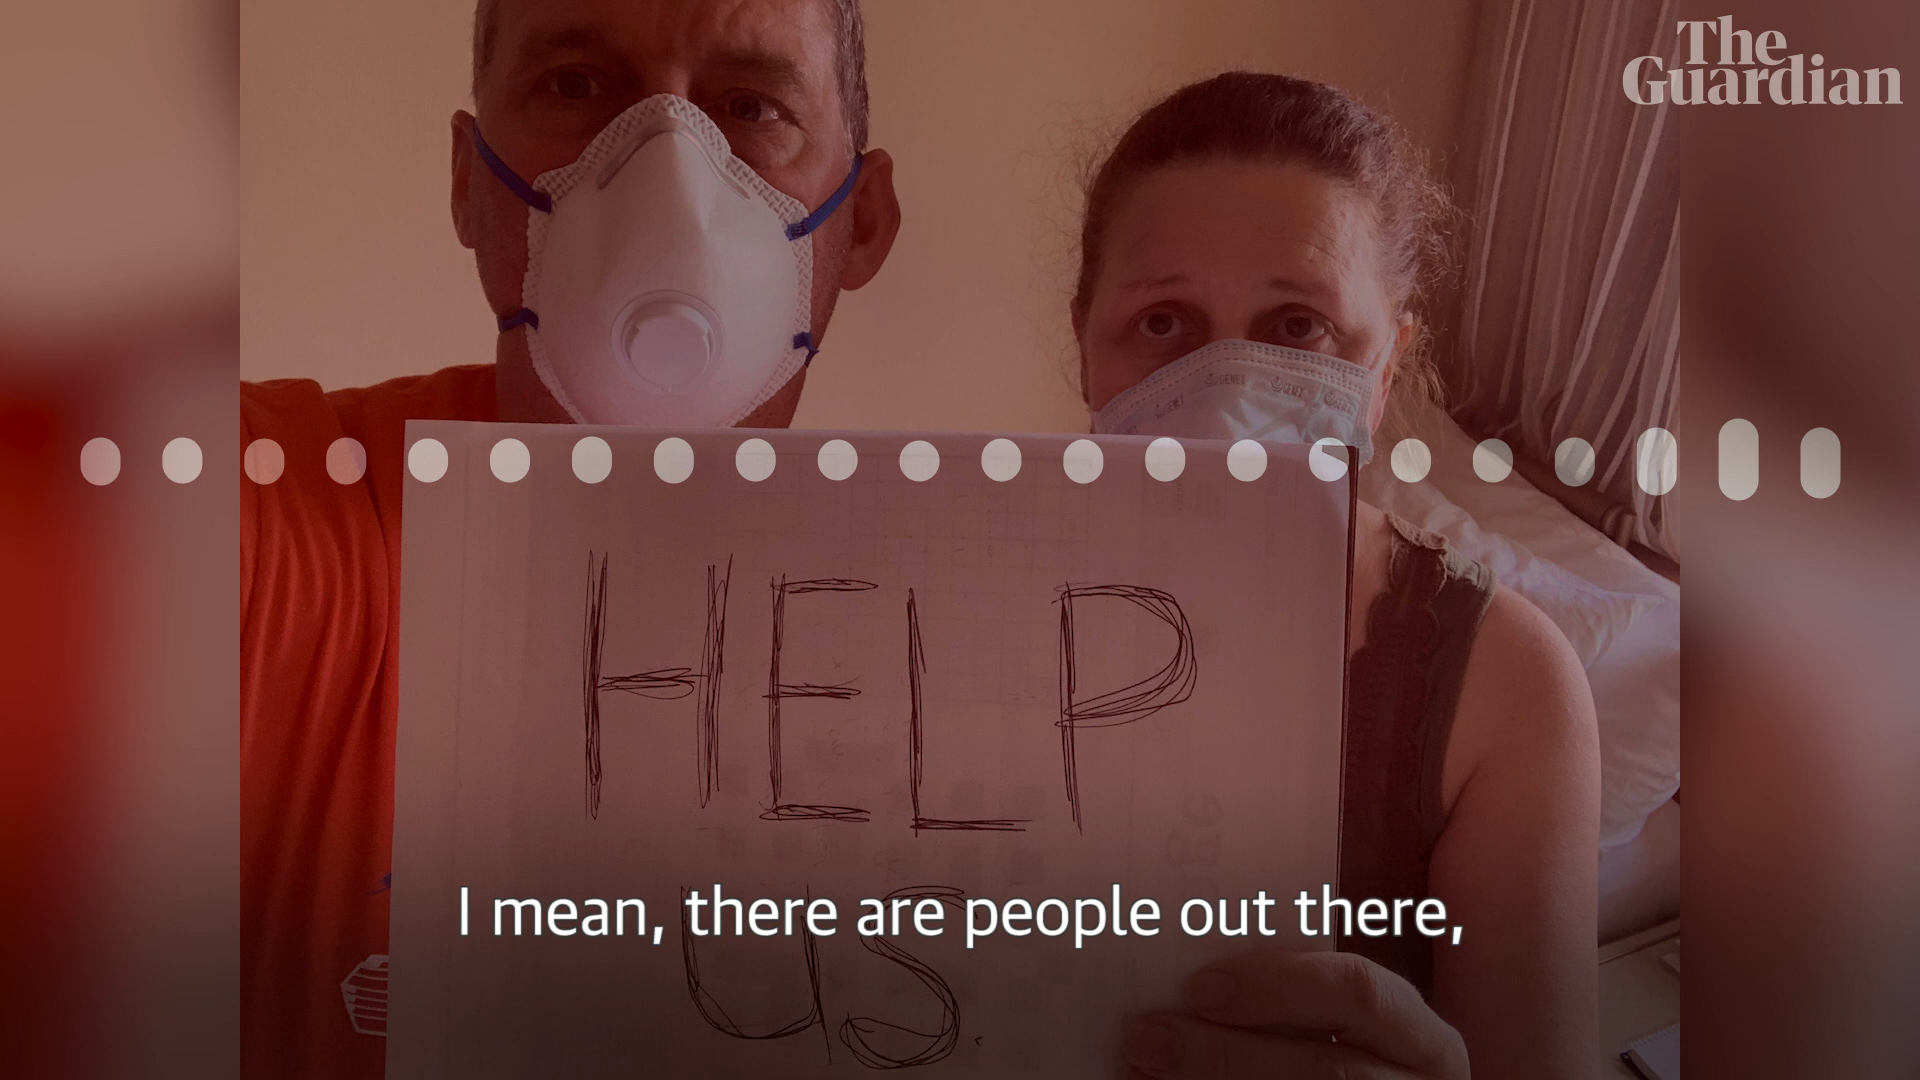 The
Guardian
HELP
us.
I mean, there are people out there,